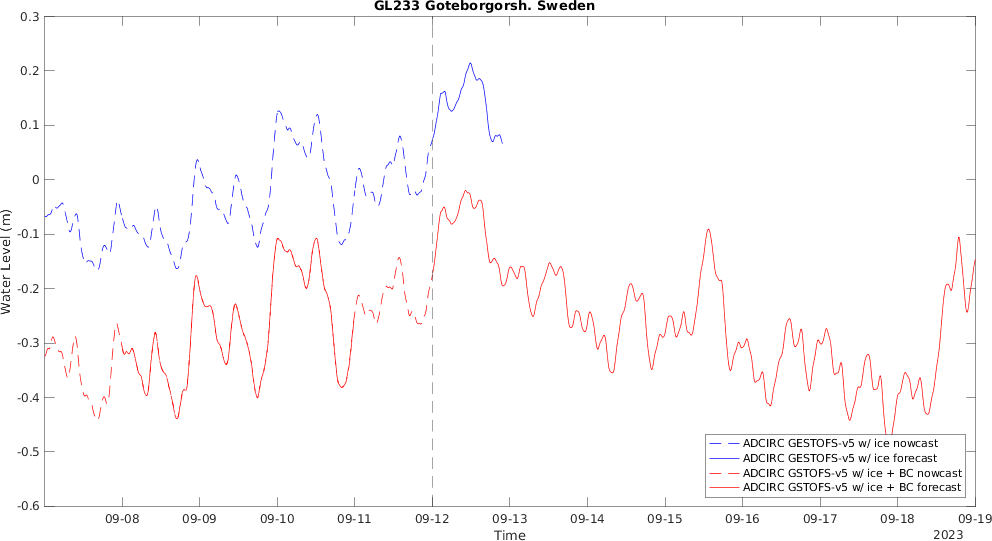 GL233 Goteborgorsh. Sweden
0.3
0.2
0.1
0
-0.1
-0.2
-0.3
-0.4
-0.5
-0.6
Water Level (m)
ADCIRC GESTOFS-v5 w/ ice nowcast
ADCIRC GESTOFS-v5 w/ ice forecast
ADCIRC GSTOFS-v5 w/ ice + BC nowcast
ADCIRC GSTOFS-v5 w/ ice + BC forecast
09-08 09-09 09-10 09-11 09-12 09-13 09-14 09-15 09-16 09-17 09-18 09-19
Time
2023